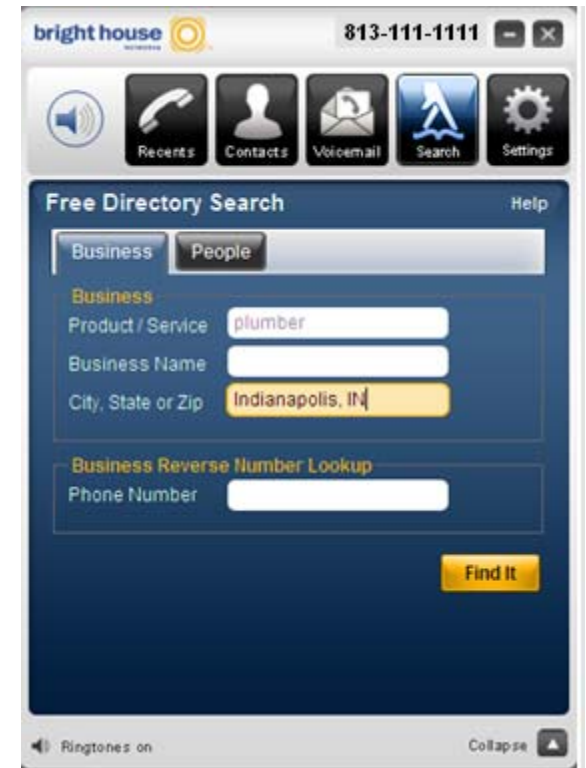 bright house
NETWORKS
813-111-1111
Recents
Contacts
Voicemail
Search
Settings
Free Directory Search
Help
Business
People
Business
Product / Service
plumber
Business Name
City, State or Zip
Indianapolis, IN
Business Reverse Number Lookup
Phone Number
Find It
Ringtones on
Collapse